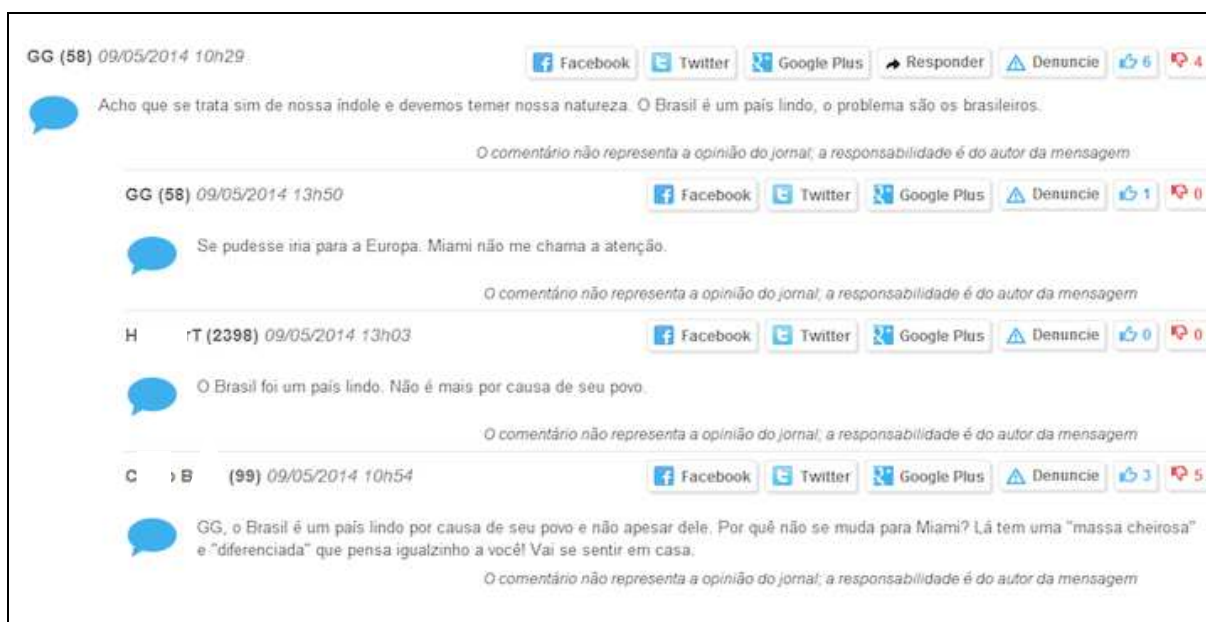 GG (58) 09/05/2014 10h29 Facebook Twitter Google Plus Responder Denuncie 6 4
Acho que se trata sim de nossa índole e devemos temer nossa natureza. O Brasil é um país lindo, o problema são os brasileiros.
O comentário não representa a opinião do jornal; a responsabilidade é do autor da mensagem
GG (58) 09/05/2014 13h50 Facebook Twitter Google Plus Denuncie 1 0
Se pudesse iria para a Europa. Miami não me chama a atenção.
O comentário não representa a opinião do jornal; a responsabilidade é do autor da mensagem
H rT (2398) 09/05/2014 13h03 Facebook Twitter Google Plus Denuncie 0 0
O Brasil foi um país lindo. Não é mais por causa de seu povo.
O comentário não representa a opinião do jornal; a responsabilidade é do autor da mensagem
C o B (99) 09/05/2014 10h54 Facebook Twitter Google Plus Denuncie 3 5
GG, o Brasil é um país lindo por causa de seu povo e não apesar dele. Por quê não se muda para Miami? Lá tem uma "massa cheirosa"
e "diferenciada" que pensa igualzinho a você! Vai se sentir em casa.
O comentário não representa a opinião do jornal; a responsabilidade é do autor da mensagem